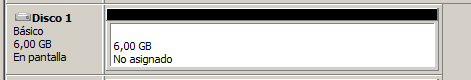 Disco 1
Básico
6,00 GB
En pantalla
6,00 GB
No asignado